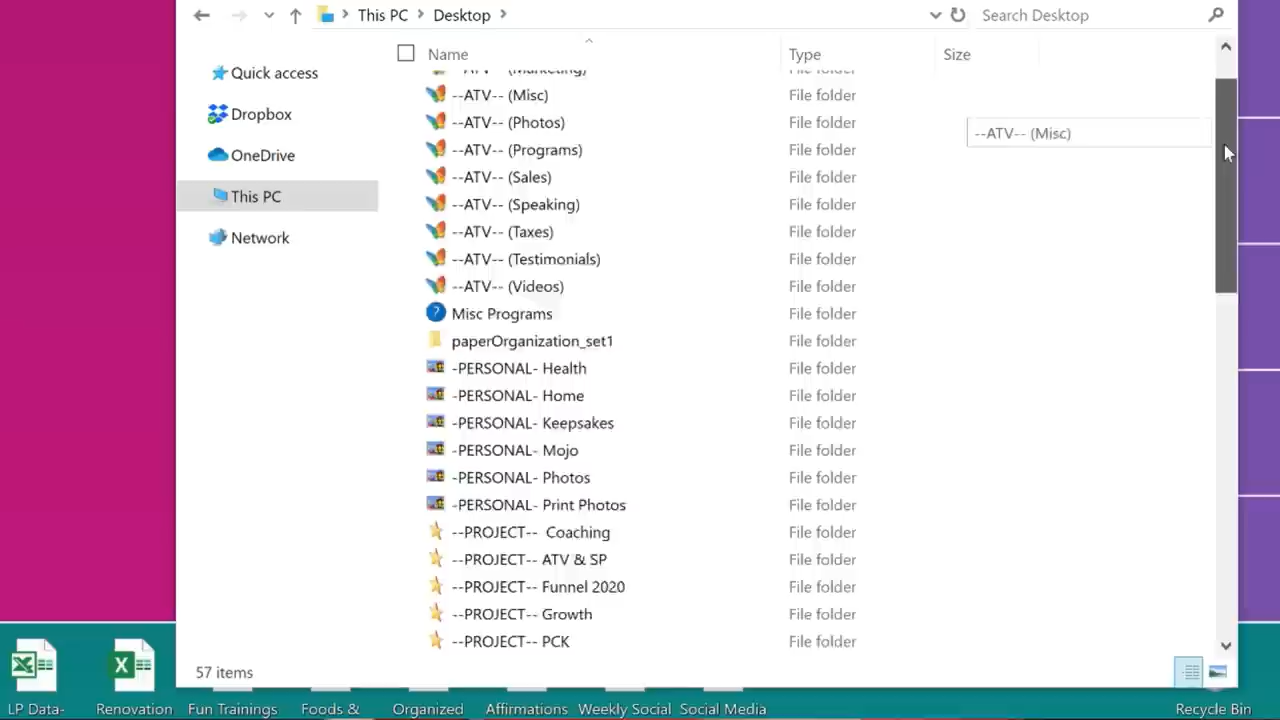 This PC > Desktop >
Search Desktop
Name Type Size
Quick access
Dropbox
OneDrive
This PC
Network
--ATV-- (Marketing) File folder
--ATV-- (Misc) File folder
--ATV-- (Photos) File folder
--ATV-- (Programs) File folder
--ATV-- (Sales) File folder
--ATV-- (Speaking) File folder
--ATV-- (Taxes) File folder
--ATV-- (Testimonials) File folder
--ATV-- (Videos) File folder
Misc Programs File folder
paperOrganization_set1 File folder
-PERSONAL- Health File folder
-PERSONAL- Home File folder
-PERSONAL- Keepsakes File folder
-PERSONAL- Mojo File folder
-PERSONAL- Photos File folder
-PERSONAL- Print Photos File folder
--PROJECT-- Coaching File folder
--PROJECT-- ATV & SP File folder
--PROJECT-- Funnel 2020 File folder
--PROJECT-- Growth File folder
--PROJECT-- PCK File folder
--ATV-- (Misc)
57 items
LP Data- Renovation Fun Trainings Foods & Organized Affirmations Weekly Social Social Media Recycle Bin